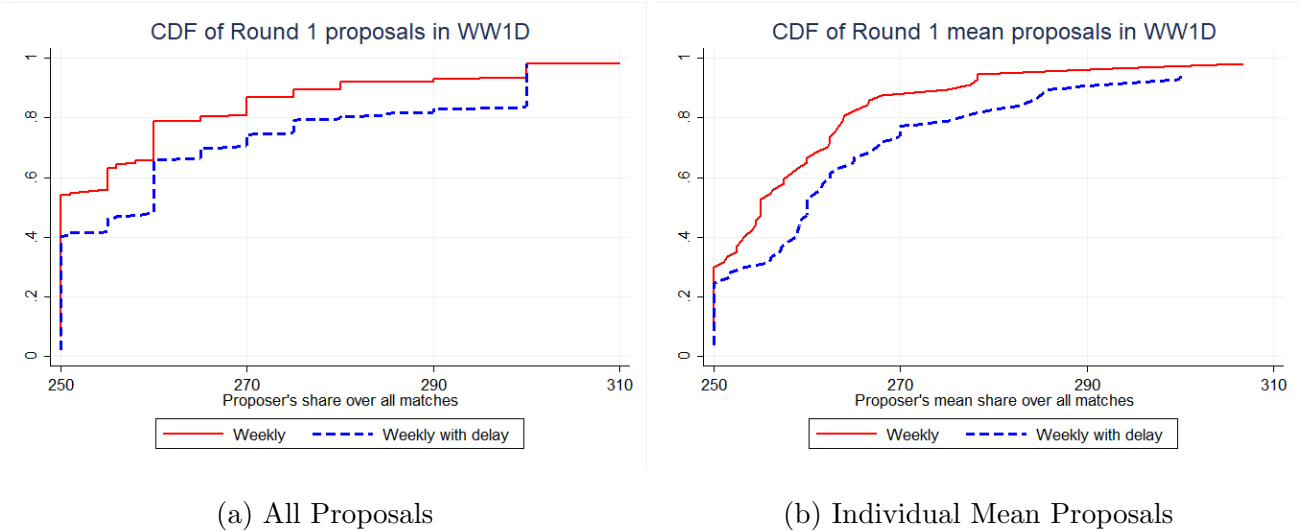 CDF of Round 1 proposals in WW1D
1
.8
.6
.4
.2
0
250 270 290 310
Proposer's share over all matches
Weekly Weekly with delay
(a) All Proposals
CDF of Round 1 mean proposals in WW1D
1
.8
.6
.4
.2
0
250 270 290 310
Proposer's mean share over all matches
Weekly Weekly with delay
(b) Individual Mean Proposals